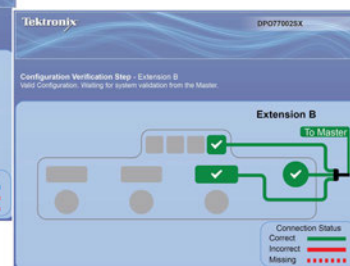 Tektronix
DPO77002SX
Configuration Verification Step - Extension B
Valid Configuration. Waiting for system validation from the Master.
Extension B
To Master
Connection Status
Correct
Incorrect
Missing